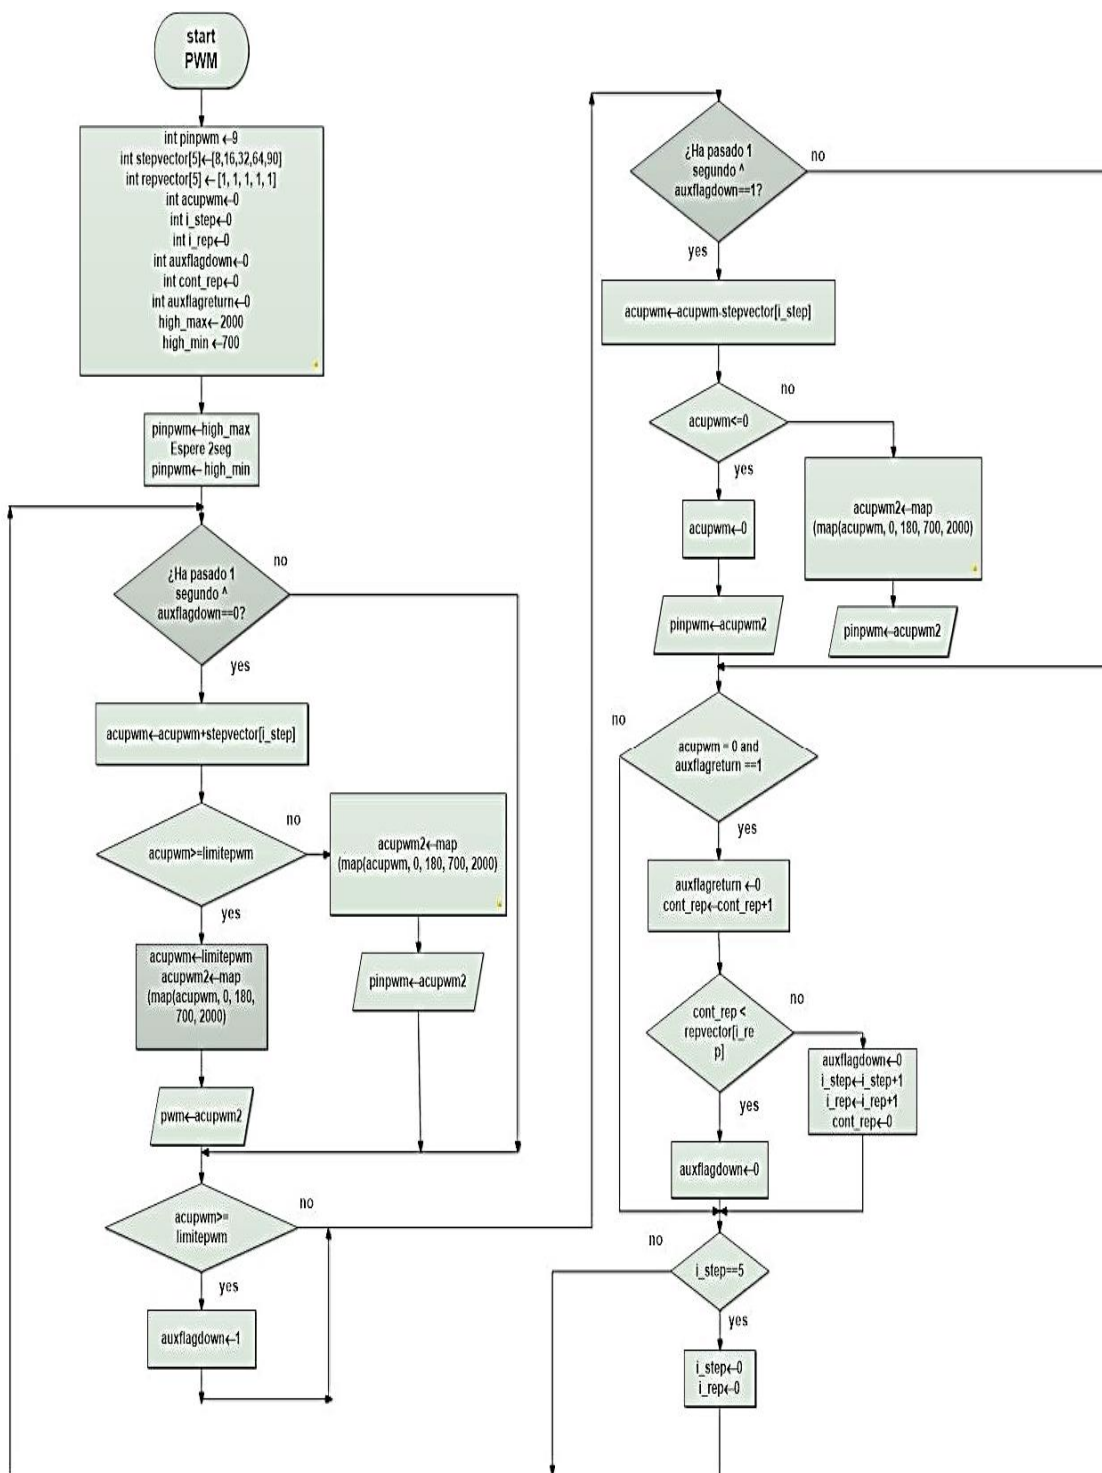 start
PWM
int pinpwm ←9
int stepvector[5]←[8,16,32,64,90]
int repvector[5] ← [1, 1, 1, 1, 1]
int acupwm←0
int i_step←0
int i_rep←0
int auxflagdown←0
int cont_rep←0
int auxflagreturn←0
high_max←2000
high_min ←700
pinpwm←high_max
Espere 2seg
pinpwm← high_min
¿Ha pasado 1
segundo ^
auxflagdown==0?
no
yes
acupwm←acupwm+stepvector[i_step]
acupwm>=limitepwm
no
yes
acupwm2←map
(map(acupwm, 0, 180, 700, 2000)
pinpwm←acupwm2
acupwm←limitepwm
acupwm2←map
(map(acupwm, 0, 180,
700, 2000)
pwm←acupwm2
acupwm>=
limitepwm
no
yes
auxflagdown←1
¿Ha pasado 1
segundo ^
auxflagdown==1?
no
yes
acupwm←acupwm-stepvector[i_step]
acupwm<=0
no
yes
acupwm2←map
(map(acupwm, 0, 180, 700, 2000)
pinpwm←acupwm2
acupwm←0
pinpwm←acupwm2
acupwm = 0 and
auxflagreturn ==1
no
yes
auxflagreturn ←0
cont_rep←cont_rep+1
cont_rep <
repvector[i_re
p]
no
yes
auxflagdown←0
i_step←i_step+1
i_rep←i_rep+1
cont_rep←0
auxflagdown←0
i_step==5
no
yes
i_step←0
i_rep←0